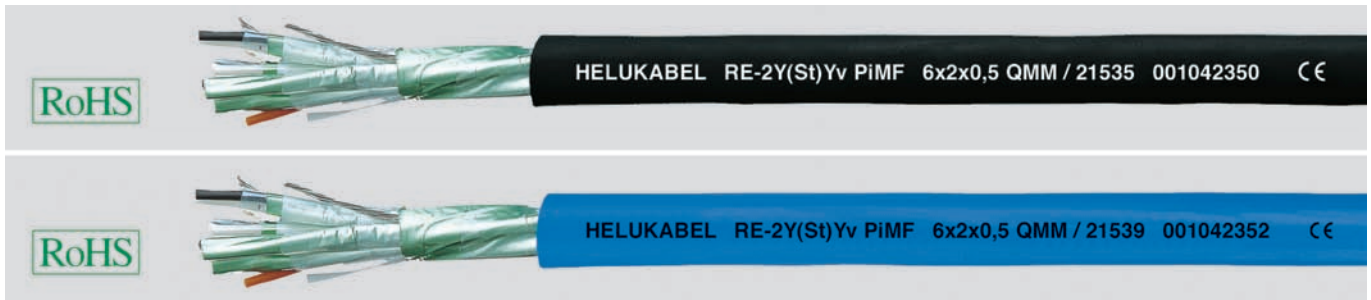 RoHS
HELUKABEL RE-2Y(St)Yv PiMF 6x2x0,5 QMM / 21535 001042350 CE
RoHS
HELUKABEL RE-2Y(St)Yv PiMF 6x2x0,5 QMM / 21539 001042352 CE